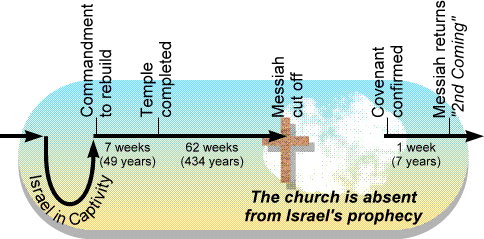 Commandment
to rebuild
Temple
completed
Messiah
cut off
Covenant
confirmed
Messiah returns
"2nd Coming"
7 weeks
(49 years)
62 weeks
(434 years)
1 week
(7 years)
Israel in Captivity
The church is absent
from Israel's prophecy